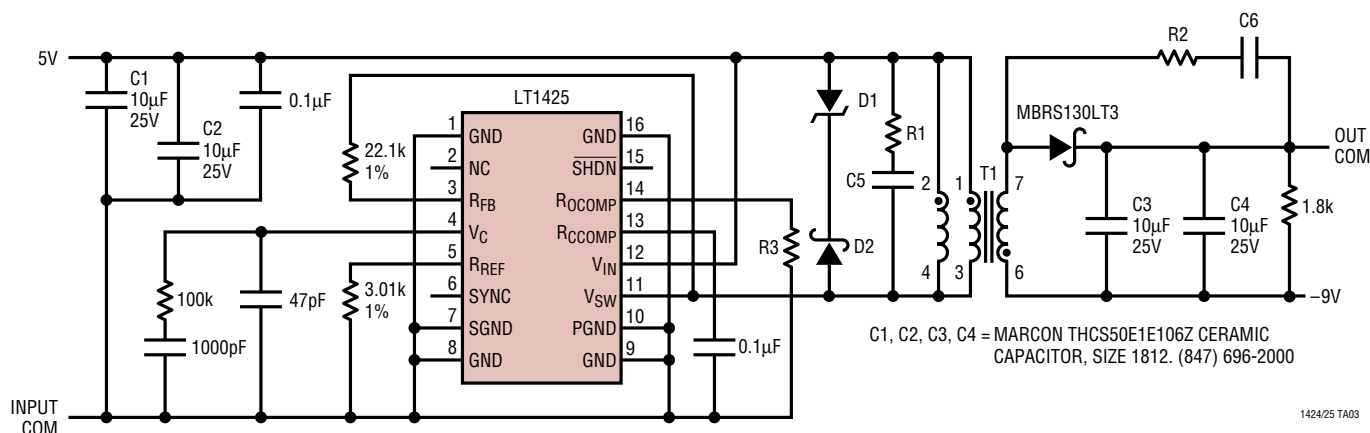 5V
C1
10µF
25V
C2
10µF
25V
0.1µF
22.1k
1%
LT1425
1
GND
2
NC
3
RFB
4
VC
5
RREF
6
SYNC
7
SGND
8
GND
16
GND
15
SHDN
14
ROCOMP
13
RCCOMP
12
VIN
11
VSW
10
PGND
9
GND
100k
1000pF
47pF
3.01k
1%
0.1µF
R3
D1
D2
R1
C5
2
4
1
3
T1
7
6
R2
C6
MBRS130LT3
C3
10µF
25V
C4
10µF
25V
1.8k
OUT
COM
–9V
INPUT
COM
C1, C2, C3, C4 = MARCON THCS50E1E106Z CERAMIC
CAPACITOR, SIZE 1812. (847) 696-2000
1424/25 TA03